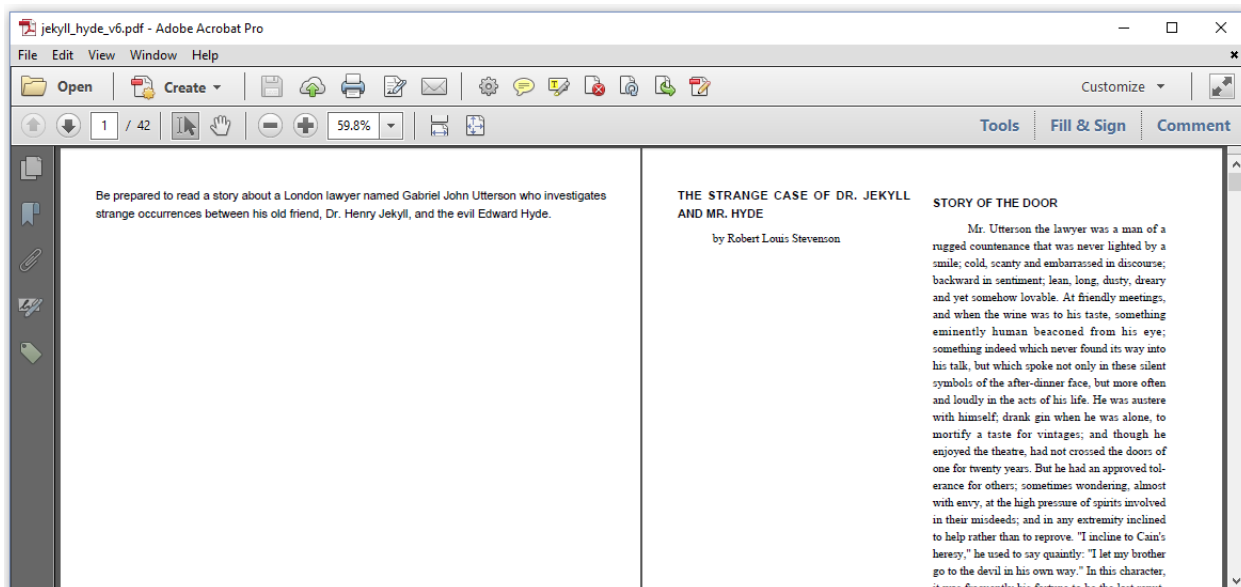 jekyll_hyde_v6.pdf - Adobe Acrobat Pro
File Edit View Window Help
Open Create Customize
1 / 42 59.8% Tools Fill & Sign Comment
Be prepared to read a story about a London lawyer named Gabriel John Utterson who investigates
strange occurrences between his old friend, Dr. Henry Jekyll, and the evil Edward Hyde.
THE STRANGE CASE OF DR. JEKYLL
AND MR. HYDE
by Robert Louis Stevenson
STORY OF THE DOOR
Mr. Utterson the lawyer was a man of a
rugged countenance that was never lighted by a
smile; cold, scanty and embarrassed in discourse;
backward in sentiment; lean, long, dusty, dreary
and yet somehow lovable. At friendly meetings,
and when the wine was to his taste, something
eminently human beaconed from his eye;
something indeed which never found its way into
his talk, but which spoke not only in these silent
symbols of the after-dinner face, but more often
and loudly in the acts of his life. He was austere
with himself; drank gin when he was alone, to
mortify a taste for vintages; and though he
enjoyed the theatre, had not crossed the doors of
one for twenty years. But he had an approved tol-
erance for others; sometimes wondering, almost
with envy, at the high pressure of spirits involved
in their misdeeds; and in any extremity inclined
to help rather than to reprove. "I incline to Cain's
heresy," he used to say quaintly: "I let my brother
go to the devil in his own way." In this character,